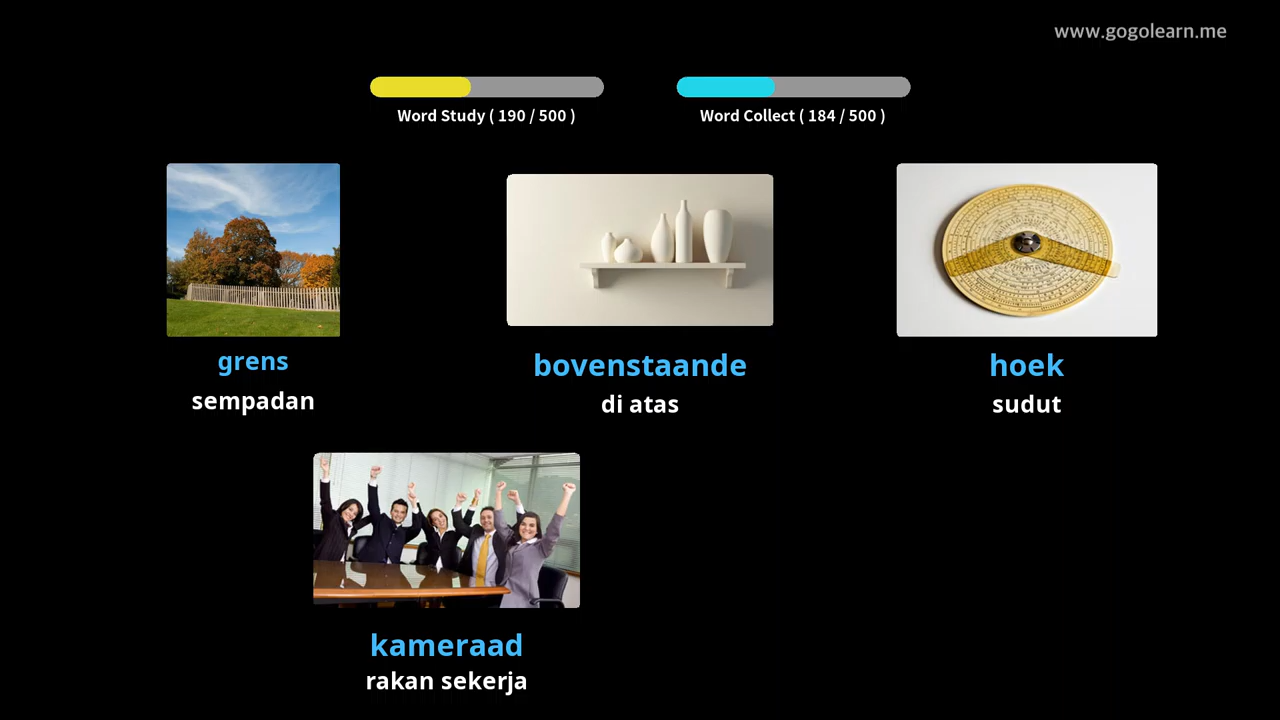 www.gogolearn.me
Word Study ( 190 / 500 )
Word Collect ( 184 / 500 )
grens
sempadan
bovenstaande
di atas
hoek
sudut
kameraad
rakan sekerja